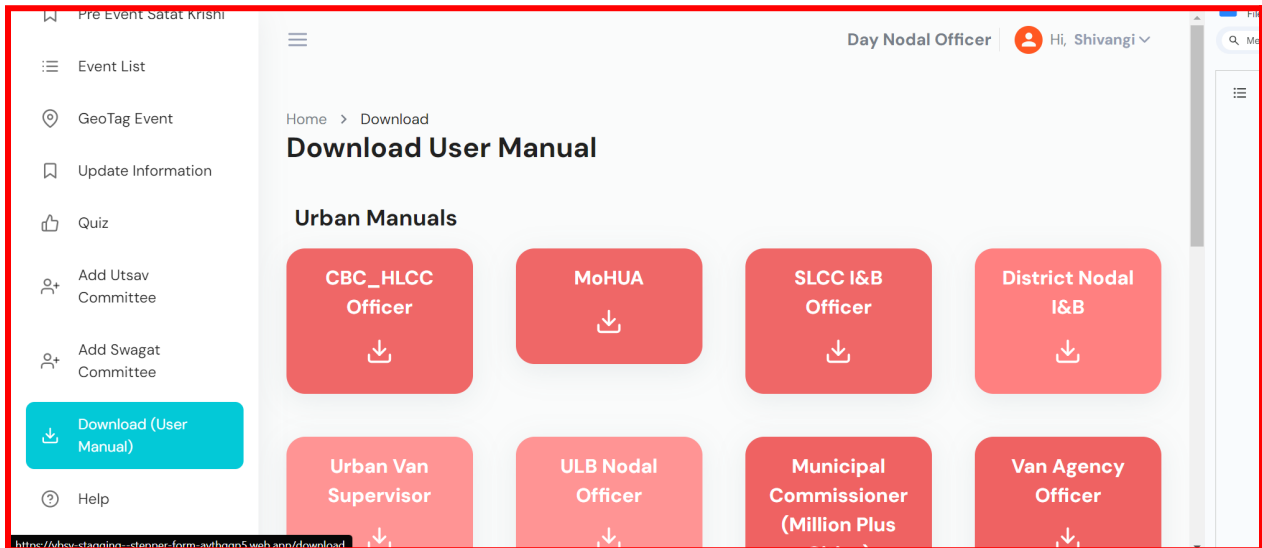 Pre Event Satat Krishi
Event List
GeoTag Event
Update Information
Quiz
Add Utsav
Committee
Add Swagat
Committee
Download (User
Manual)
Help
https://vbsy-stagging--stepper-form-aytbqgp5.web.app/download
Day Nodal Officer
Hi, Shivangi
Home > Download
Download User Manual
Urban Manuals
CBC_HLCC
Officer
MoHUA
SLCC I&B
Officer
District Nodal
I&B
Urban Van
Supervisor
ULB Nodal
Officer
Municipal
Commissioner
(Million Plus
Van Agency
Officer